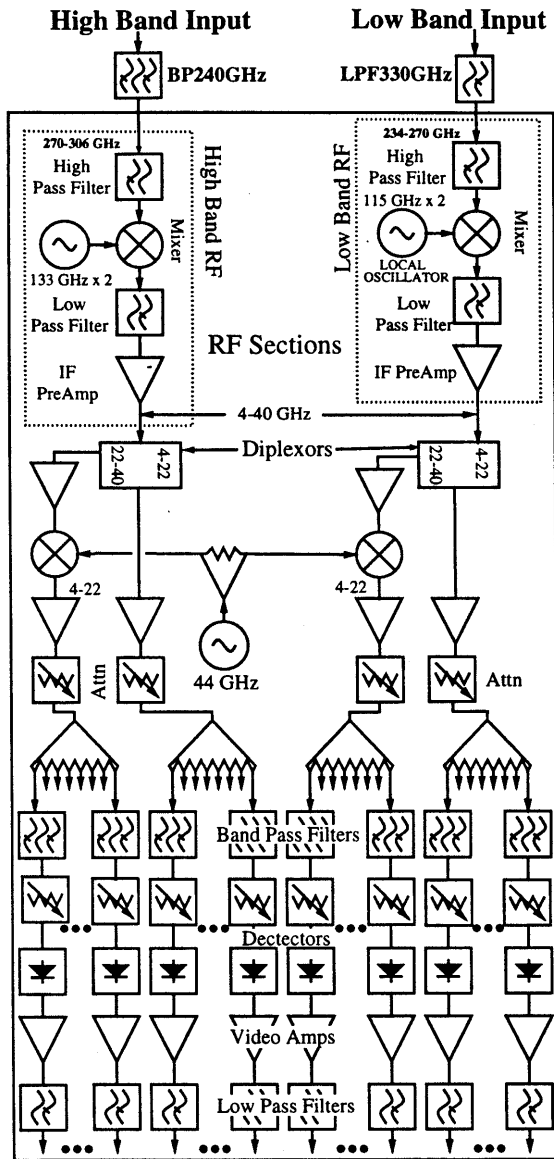 High Band Input
Low Band Input
BP240GHz
LPF330GHz
270-306 GHz
High
Pass Filter
Mixer
133 GHz x 2
Low
Pass Filter
IF
PreAmp
High Band RF
Low Band RF
234-270 GHz
High
Pass Filter
115 GHz x 2
Mixer
LOCAL
OSCILLATOR
Low
Pass Filter
IF PreAmp
RF Sections
4-40 GHz
22-40
4-22
Diplexors
22-40
4-22
4-22
4-22
44 GHz
Attn
Attn
Band Pass Filters
Dectectors
Video Amps
Low Pass Filters